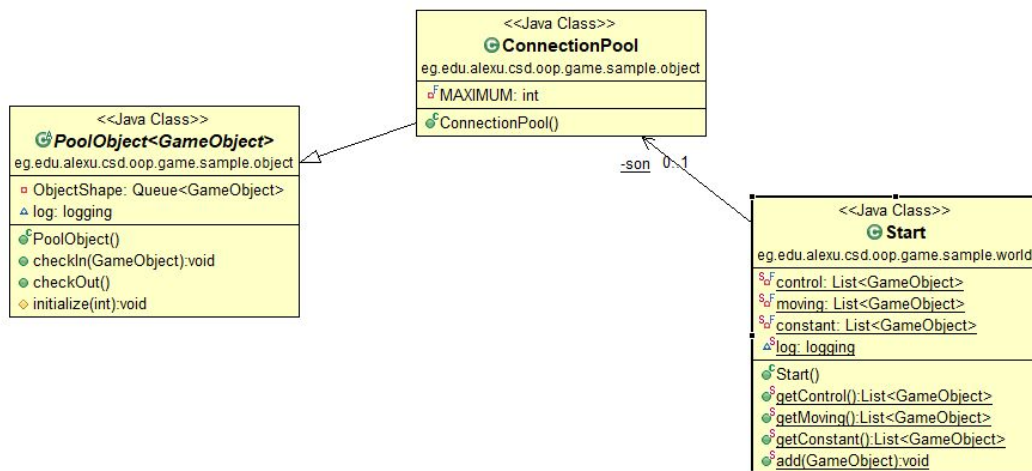 <<Java Class>>
ConnectionPool
eg.edu.alexu.csd.oop.game.sample.object
MAXIMUM: int
ConnectionPool()
<<Java Class>>
PoolObject<GameObject>
eg.edu.alexu.csd.oop.game.sample.object
ObjectShape: Queue<GameObject>
log: logging
PoolObject()
checkIn(GameObject):void
checkOut()
initialize(int):void
-son 0..1
<<Java Class>>
Start
eg.edu.alexu.csd.oop.game.sample.world
control: List<GameObject>
moving: List<GameObject>
constant: List<GameObject>
log: logging
Start()
getControl():List<GameObject>
getMoving():List<GameObject>
getConstant():List<GameObject>
add(GameObject):void